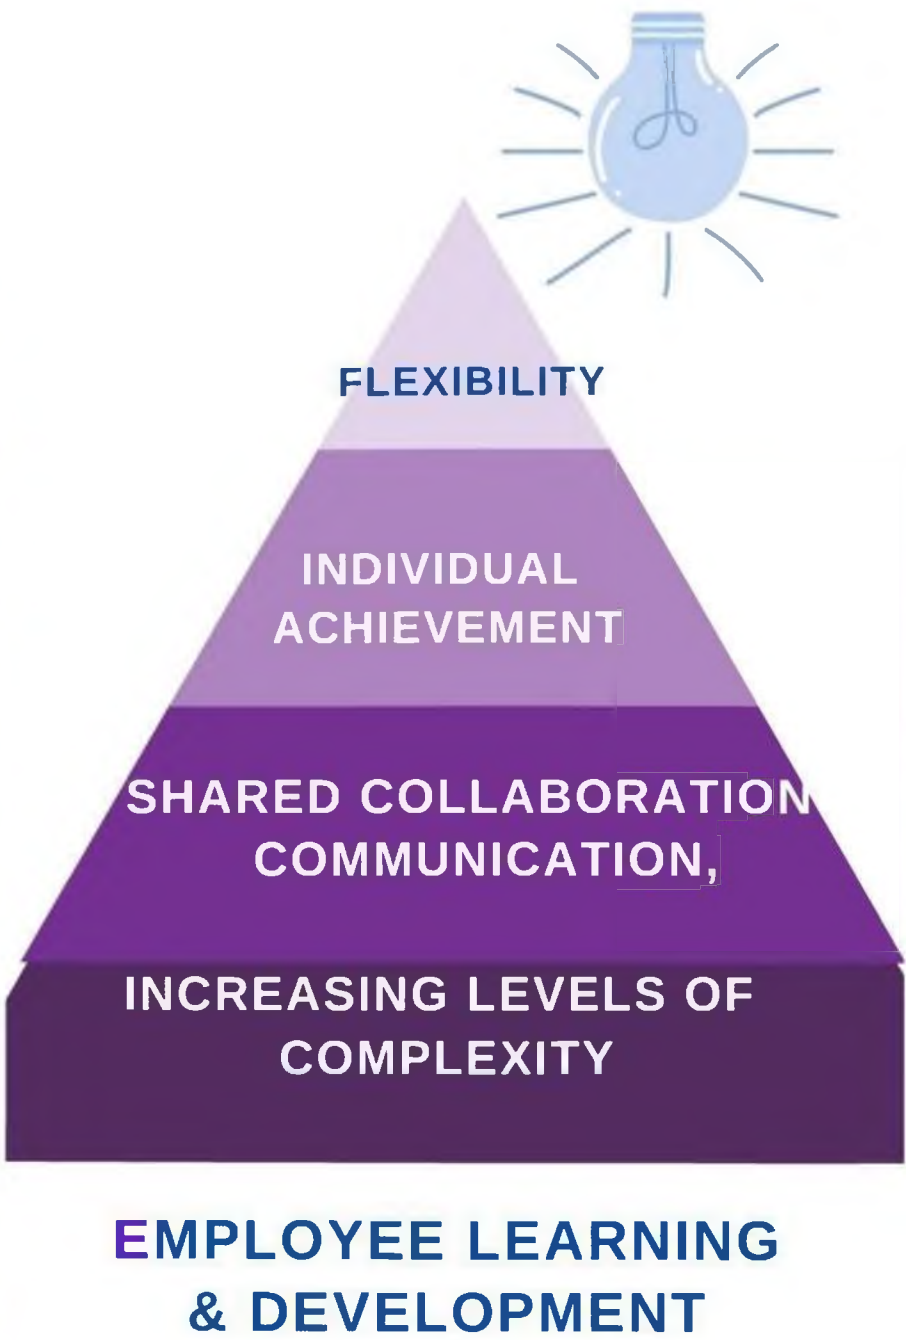 FLEXIBILITY
INDIVIDUAL
ACHIEVEMENT
SHARED COLLABORATION
COMMUNICATION,
INCREASING LEVELS OF
COMPLEXITY
EMPLOYEE LEARNING
& DEVELOPMENT